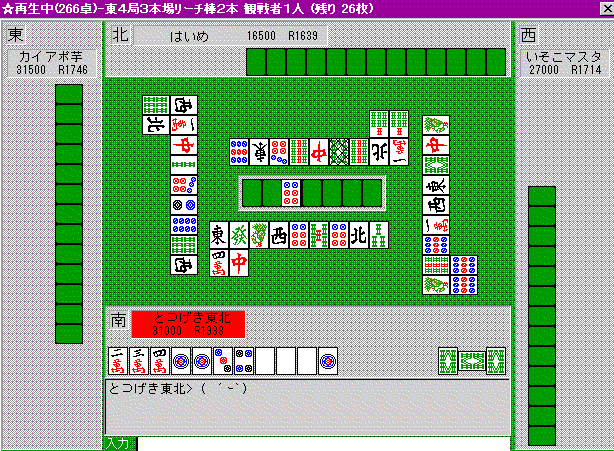 ★再生中(266卓)-東4局3本場リーチ棒2本 観戦者1人 (残り 26枚)
東
カイアポ芋
31500 R1746
北
はいめ 16500 R1639
西
いそこマスタ
27000 R1714
南
とつげき東北
31000 R1938
とつげき東北> ( ´ｰ`)
入力